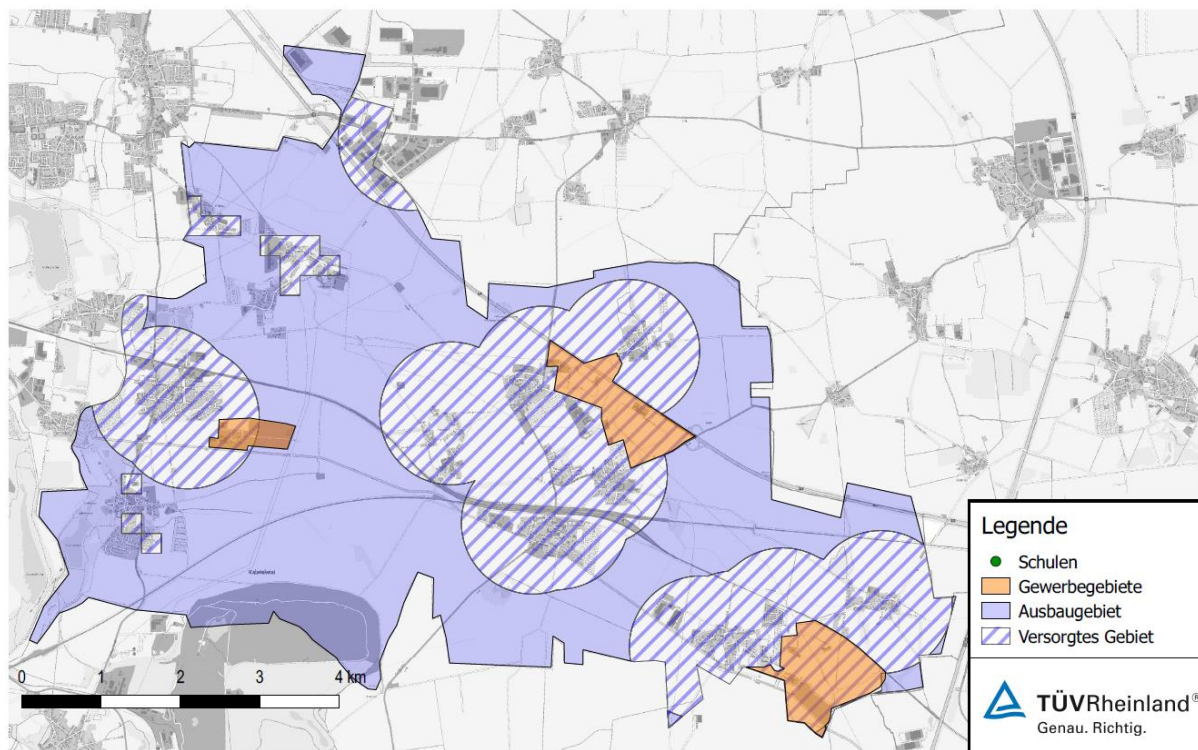 Legende
Schulen
Gewerbegebiete
Ausbaugebiet
Versorgtes Gebiet
0 1 2 3 4 km
TÜVRheinland®
Genau. Richtig.